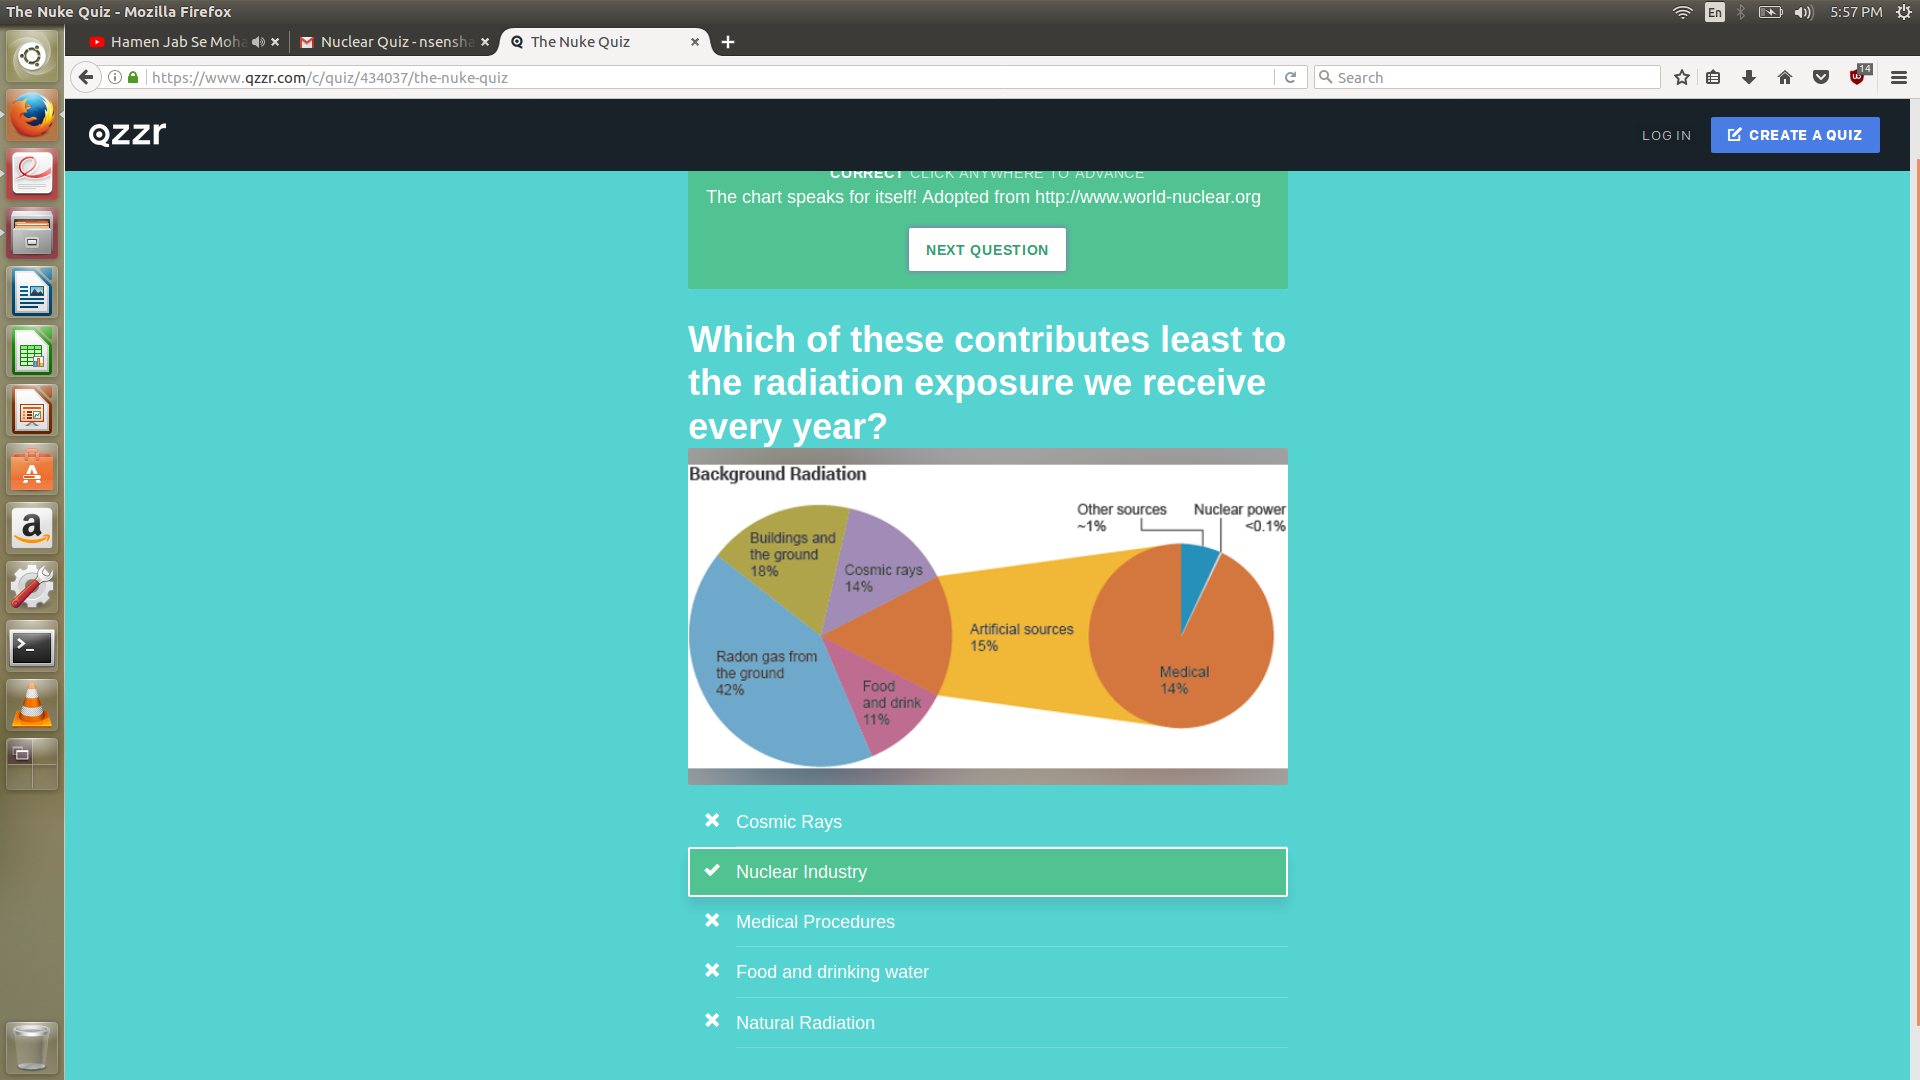 The Nuke Quiz - Mozilla Firefox
En
5:57 PM
Hamen Jab Se Moha
Nuclear Quiz - nsensha
The Nuke Quiz
https://www.qzzr.com/c/quiz/434037/the-nuke-quiz
Search
14
qzzr
LOG IN
CREATE A QUIZ
CORRECT CLICK ANYWHERE TO ADVANCE
The chart speaks for itself! Adopted from http://www.world-nuclear.org
NEXT QUESTION
Which of these contributes least to
the radiation exposure we receive
every year?
Background Radiation
Buildings and
the ground
18%
Cosmic rays
14%
Radon gas from
the ground
42%
Food
and drink
11%
Artificial sources
15%
Other sources
~1%
Nuclear power
<0.1%
Medical
14%
Cosmic Rays
Nuclear Industry
Medical Procedures
Food and drinking water
Natural Radiation